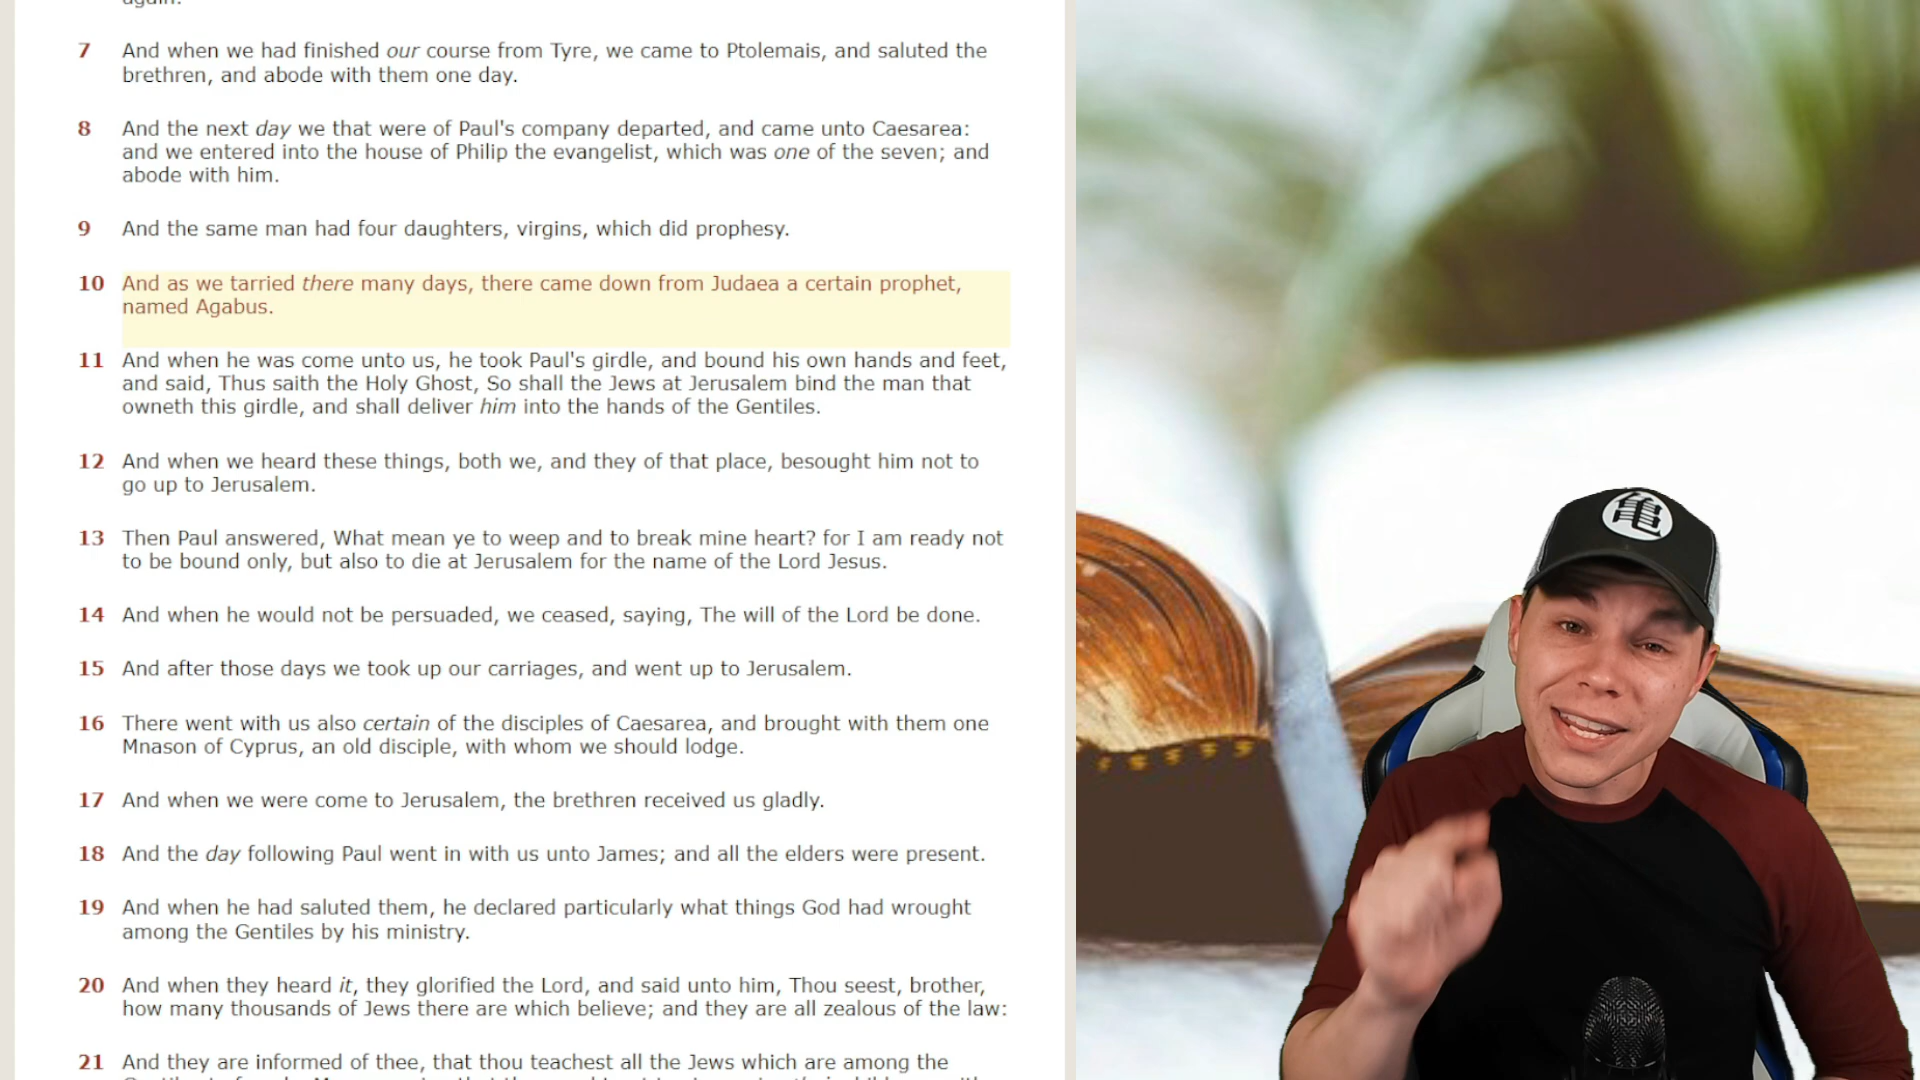 again.
7 And when we had finished our course from Tyre, we came to Ptolemais, and saluted the
brethren, and abode with them one day.
8 And the next day we that were of Paul's company departed, and came unto Caesarea:
and we entered into the house of Philip the evangelist, which was one of the seven; and
abode with him.
9 And the same man had four daughters, virgins, which did prophesy.
10 And as we tarried there many days, there came down from Judaea a certain prophet,
named Agabus.
11 And when he was come unto us, he took Paul's girdle, and bound his own hands and feet,
and said, Thus saith the Holy Ghost, So shall the Jews at Jerusalem bind the man that
owneth this girdle, and shall deliver him into the hands of the Gentiles.
12 And when we heard these things, both we, and they of that place, besought him not to
go up to Jerusalem.
13 Then Paul answered, What mean ye to weep and to break mine heart? for I am ready not
to be bound only, but also to die at Jerusalem for the name of the Lord Jesus.
14 And when he would not be persuaded, we ceased, saying, The will of the Lord be done.
15 And after those days we took up our carriages, and went up to Jerusalem.
16 There went with us also certain of the disciples of Caesarea, and brought with them one
Mnason of Cyprus, an old disciple, with whom we should lodge.
17 And when we were come to Jerusalem, the brethren received us gladly.
18 And the day following Paul went in with us unto James; and all the elders were present.
19 And when he had saluted them, he declared particularly what things God had wrought
among the Gentiles by his ministry.
20 And when they heard it, they glorified the Lord, and said unto him, Thou seest, brother,
how many thousands of Jews there are which believe; and they are all zealous of the law:
21 And they are informed of thee, that thou teachest all the Jews which are among the
亀